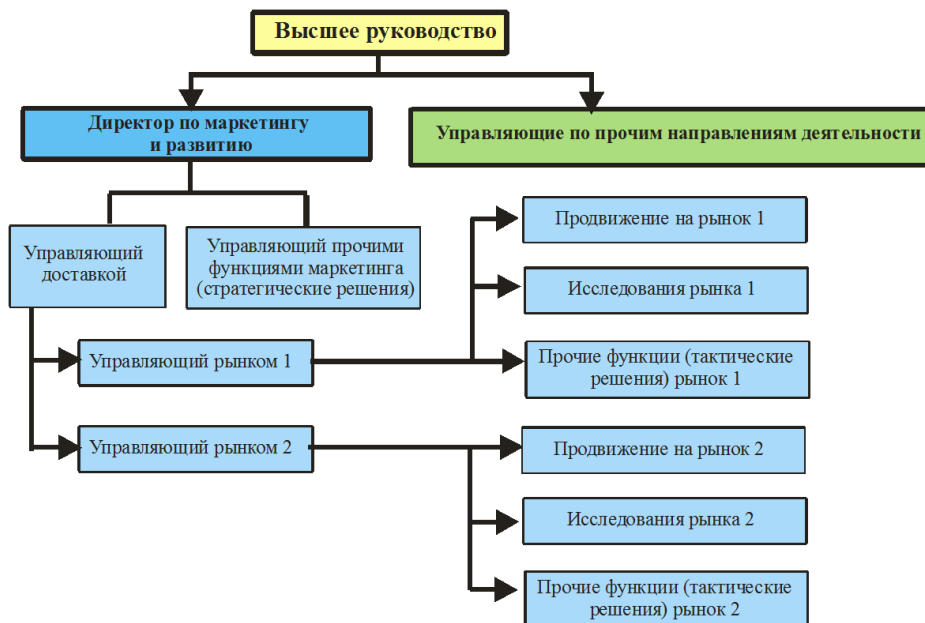 Высшее руководство
Директор по маркетингу
и развитию
Управляющие по прочим направлениям деятельности
Управляющий
доставкой
Управляющий прочими
функциями маркетинга
(стратегические решения)
Продвижение на рынок 1
Исследования рынка 1
Управляющий рынком 1
Прочие функции (тактические
решения) рынок 1
Управляющий рынком 2
Продвижение на рынок 2
Исследования рынка 2
Прочие функции (тактические
решения) рынок 2